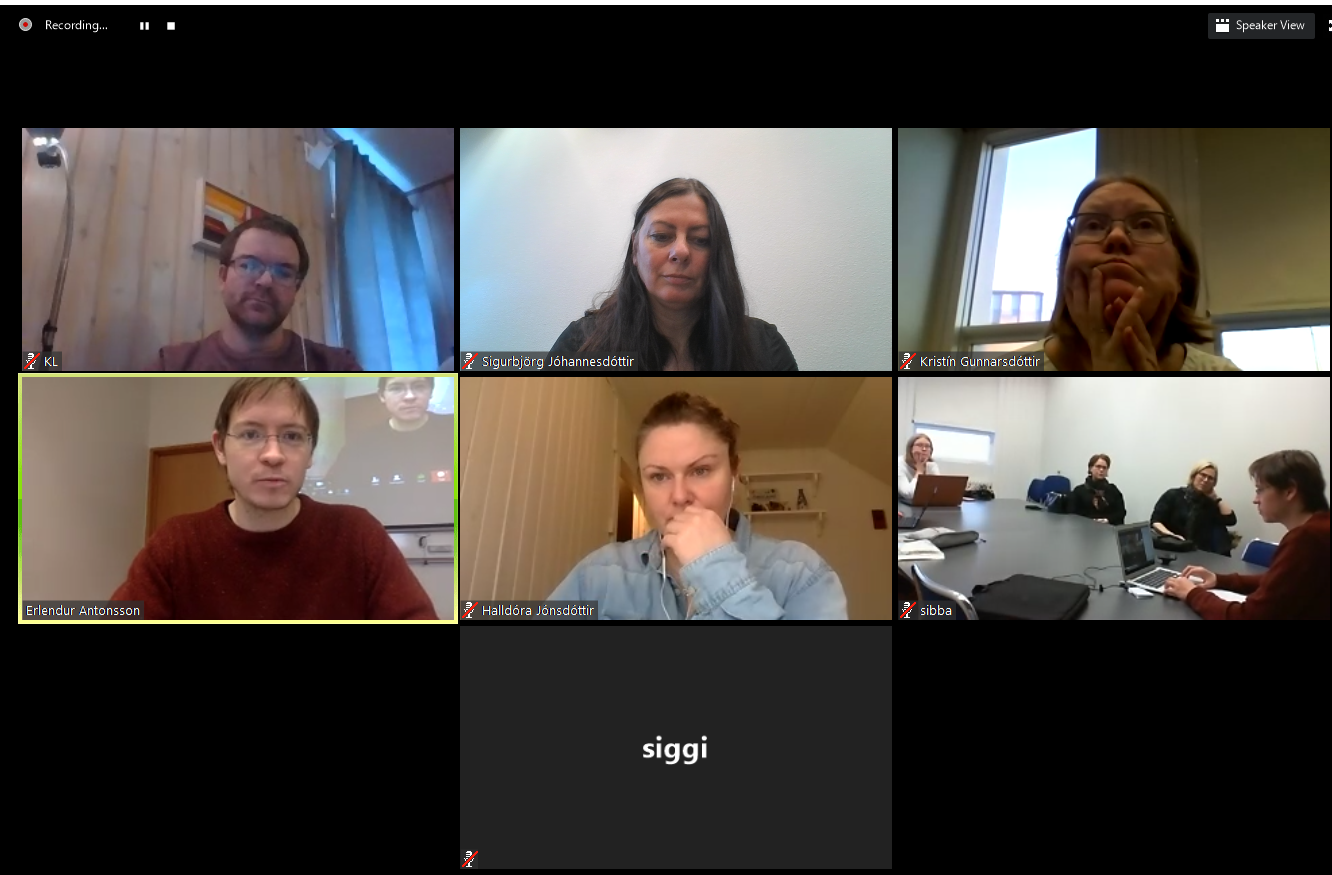 Recording...
Speaker View
KL
Sigurbjörg Jóhannesdóttir
Kristín Gunnarsdóttir
Erlendur Antonsson
Halldóra Jónsdóttir
sibba
siggi